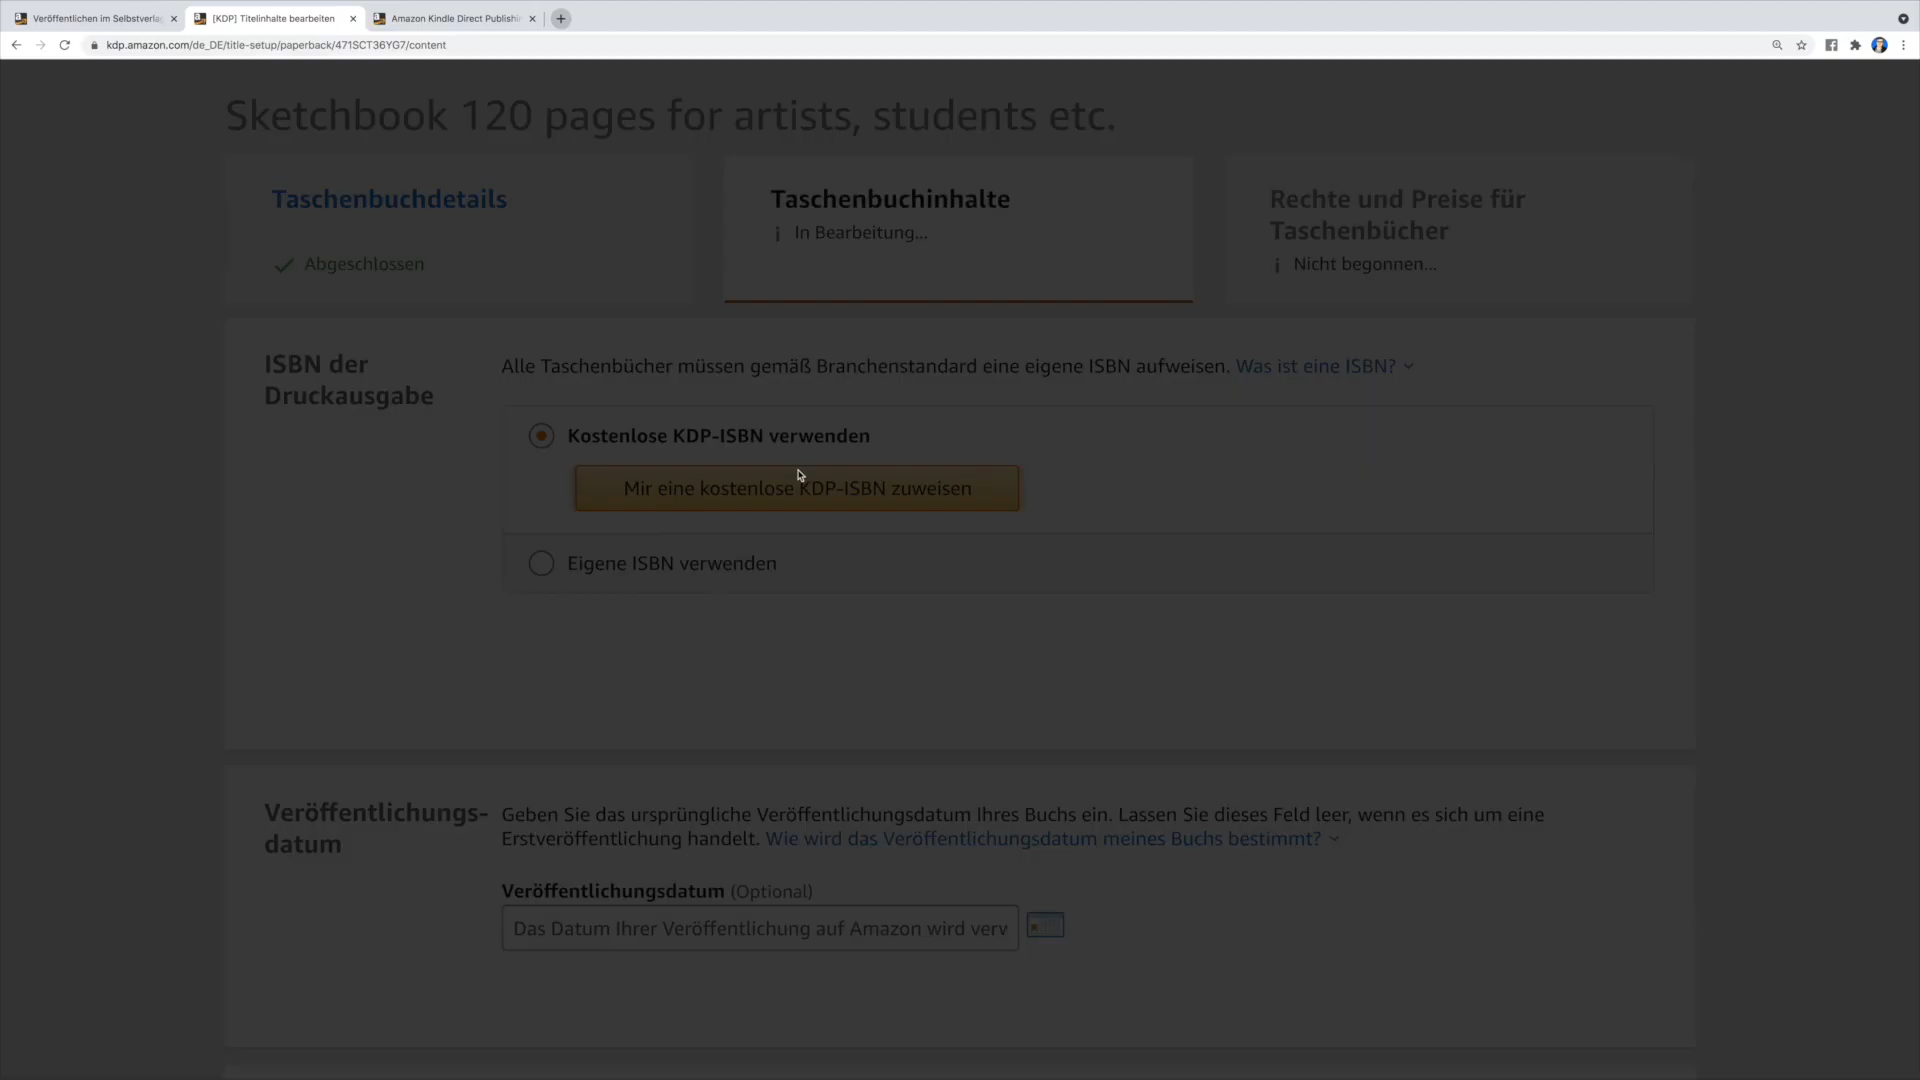 Veröffentlichen im Selbstverla
[KDP] Titelinhalte bearbeiten
Amazon Kindle Direct Publishi
kdp.amazon.com/de_DE/title-setup/paperback/471SCT36YG7/content
Sketchbook 120 pages for artists, students etc.
Taschenbuchdetails
Abgeschlossen
Taschenbuchinhalte
In Bearbeitung...
Rechte und Preise für
Taschenbücher
Nicht begonnen...
ISBN der
Druckausgabe
Alle Taschenbücher müssen gemäß Branchenstandard eine eigene ISBN aufweisen. Was ist eine ISBN?
Kostenlose KDP-ISBN verwenden
Mir eine kostenlose KDP-ISBN zuweisen
Eigene ISBN verwenden
Veröffentlichungs-
datum
Geben Sie das ursprüngliche Veröffentlichungsdatum Ihres Buchs ein. Lassen Sie dieses Feld leer, wenn es sich um eine
Erstveröffentlichung handelt. Wie wird das Veröffentlichungsdatum meines Buchs bestimmt?
Veröffentlichungsdatum (Optional)
Das Datum Ihrer Veröffentlichung auf Amazon wird verv